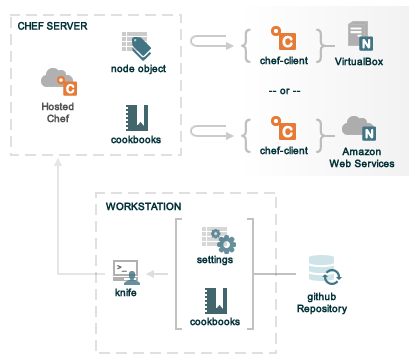 CHEF SERVER
node object
Hosted
Chef
C
cookbooks
C
chef-client
VirtualBox
-- or --
C
chef-client
Amazon
Web Services
WORKSTATION
settings
>_
knife
cookbooks
github
Repository